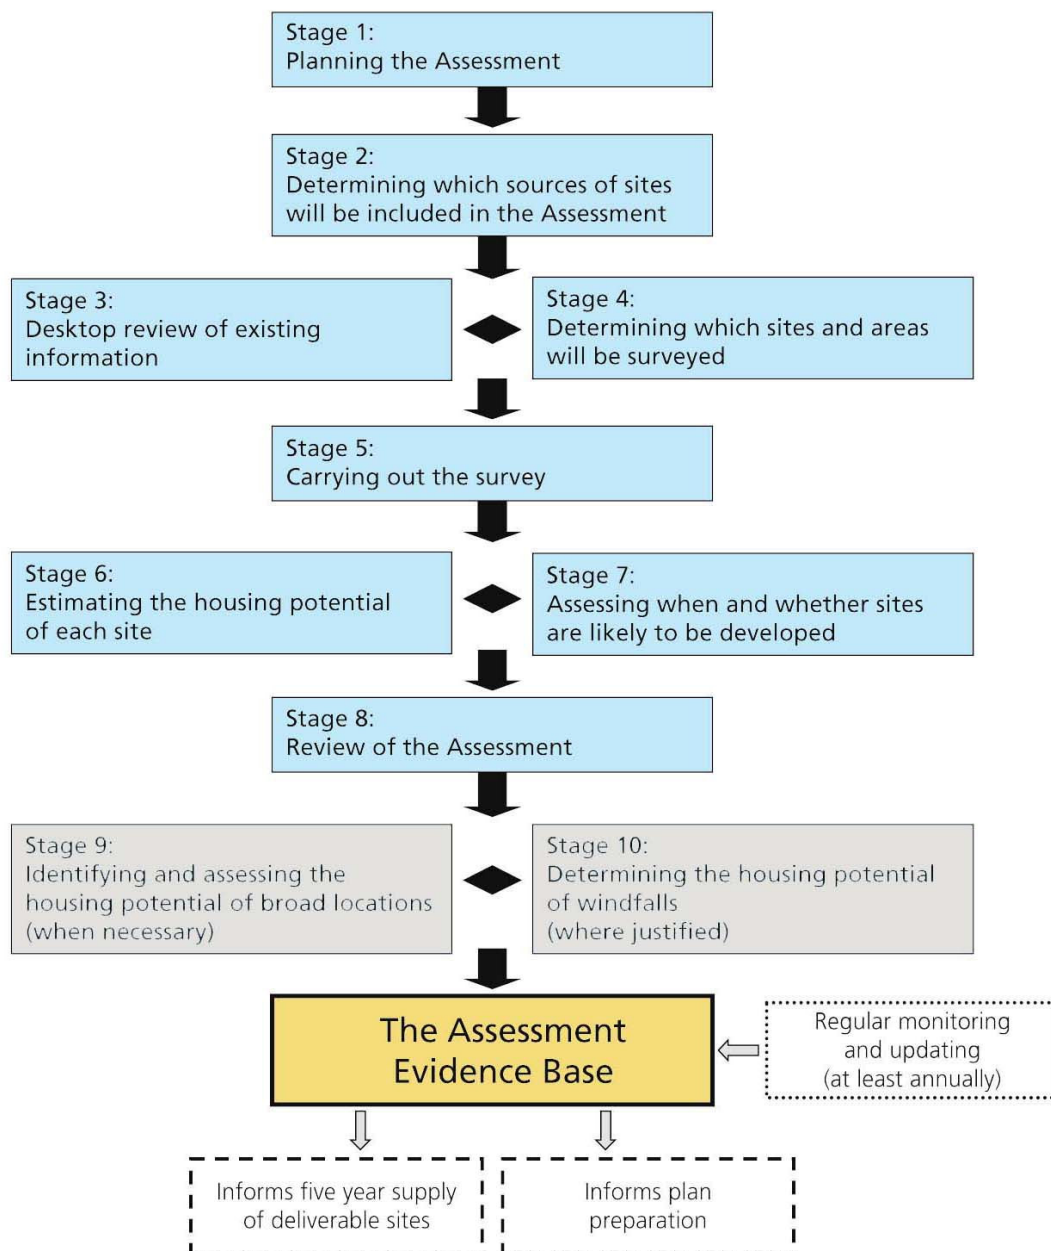 Stage 1:
Planning the Assessment
Stage 2:
Determining which sources of sites
will be included in the Assessment
Stage 3:
Desktop review of existing
information
Stage 4:
Determining which sites and areas
will be surveyed
Stage 5:
Carrying out the survey
Stage 6:
Estimating the housing potential
of each site
Stage 7:
Assessing when and whether sites
are likely to be developed
Stage 8:
Review of the Assessment
Stage 9:
Identifying and assessing the
housing potential of broad locations
(when necessary)
Stage 10:
Determining the housing potential
of windfalls
(where justified)
The Assessment
Evidence Base
Regular monitoring
and updating
(at least annually)
Informs five year supply
of deliverable sites
Informs plan
preparation